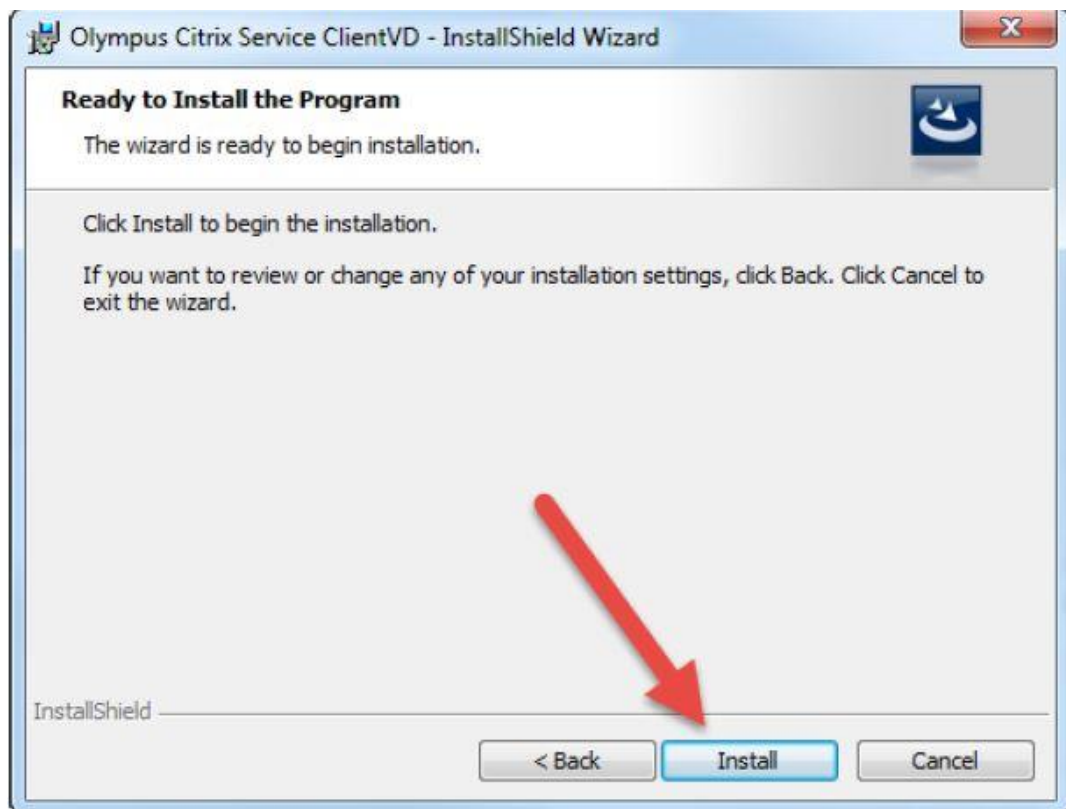 Olympus Citrix Service ClientVD - InstallShield Wizard
Ready to Install the Program
The wizard is ready to begin installation.
Click Install to begin the installation.
If you want to review or change any of your installation settings, click Back. Click Cancel to
exit the wizard.
InstallShield
< Back
Install
Cancel